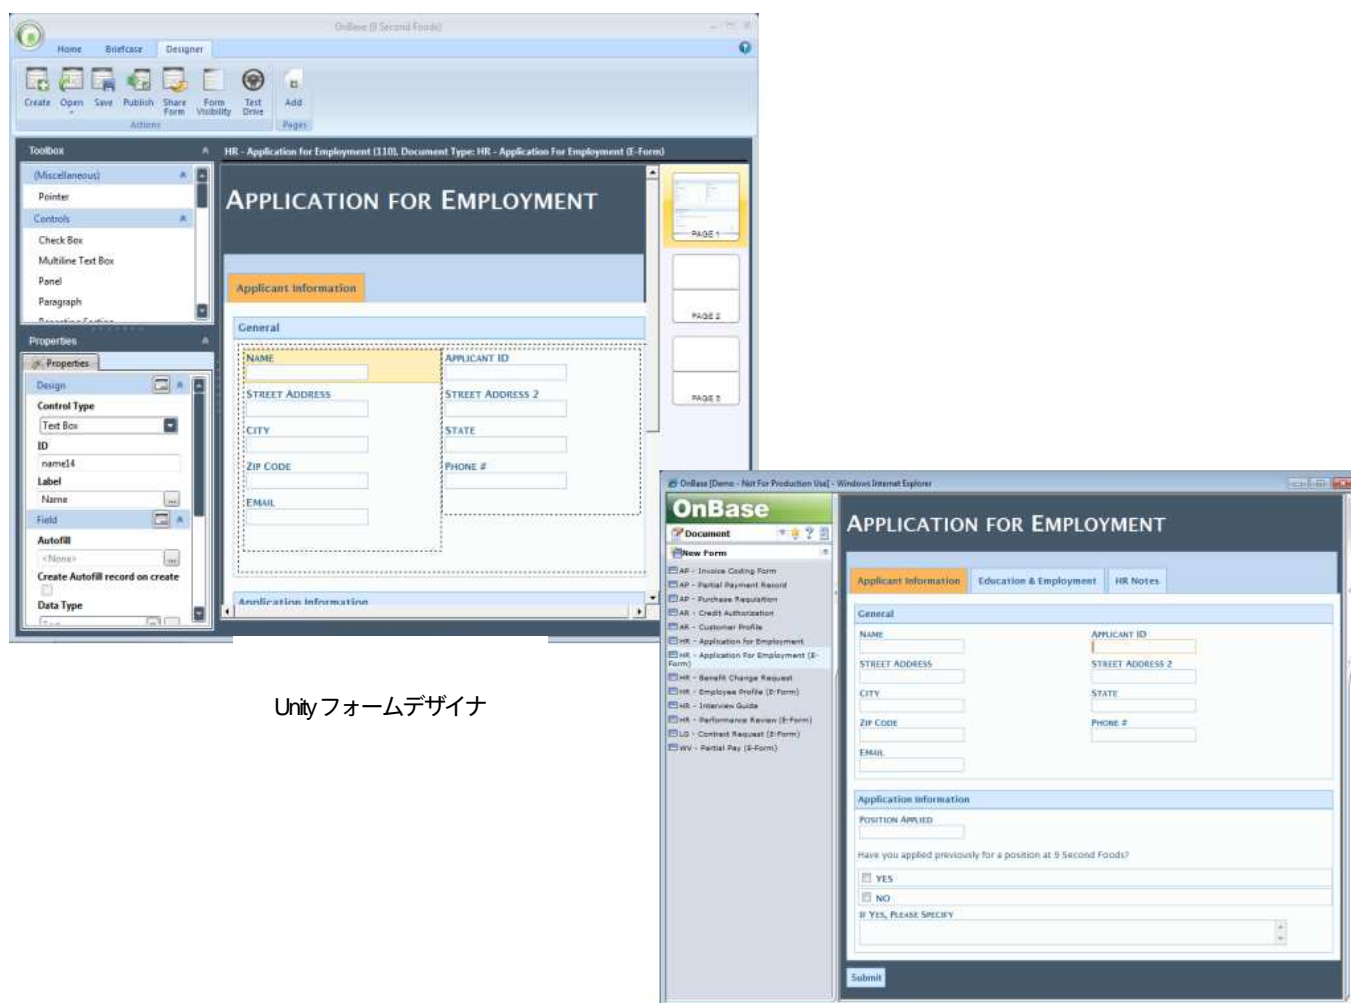 OnBase (9 Second Foods)
Home Briefcase Designer
Create Open Save Publish Share Form Form Visibility Test Drive Add
Actions Pages
Toolbox
HR - Application for Employment (110), Document Type: HR - Application For Employment (E-Form)
(Miscellaneous)
Pointer
Controls
Check Box
Multiline Text Box
Panel
Paragraph
Properties
Properties
Design
Control Type
Text Box
ID
name14
Label
Name
Field
Autofill
<None>
Create Autofill record on create
Data Type
APPLICATION FOR EMPLOYMENT
Applicant Information
General
NAME APPLICANT ID
STREET ADDRESS STREET ADDRESS 2
CITY STATE
ZIP CODE PHONE #
EMAIL
Application Information
PAGE 1
PAGE 2
PAGE 3
Unity フォームデザイナ
OnBase [Demo - Not For Production Use] - Windows Internet Explorer
OnBase
Document
New Form
AP - Invoice Coding Form
AP - Partial Payment Record
AP - Purchase Requisition
AR - Credit Authorization
AR - Customer Profile
HR - Application for Employment
HR - Application For Employment (E-Form)
HR - Benefit Change Request
HR - Employee Profile (E-Form)
HR - Interview Guide
HR - Performance Review (E-Form)
LG - Contract Request (E-Form)
WV - Partial Pay (E-Form)
APPLICATION FOR EMPLOYMENT
Applicant Information Education & Employment HR Notes
General
NAME APPLICANT ID
STREET ADDRESS STREET ADDRESS 2
CITY STATE
ZIP CODE PHONE #
EMAIL
Application Information
POSITION APPLIED
Have you applied previously for a position at 9 Second Foods?
YES
NO
IF YES, PLEASE SPECIFY
Submit